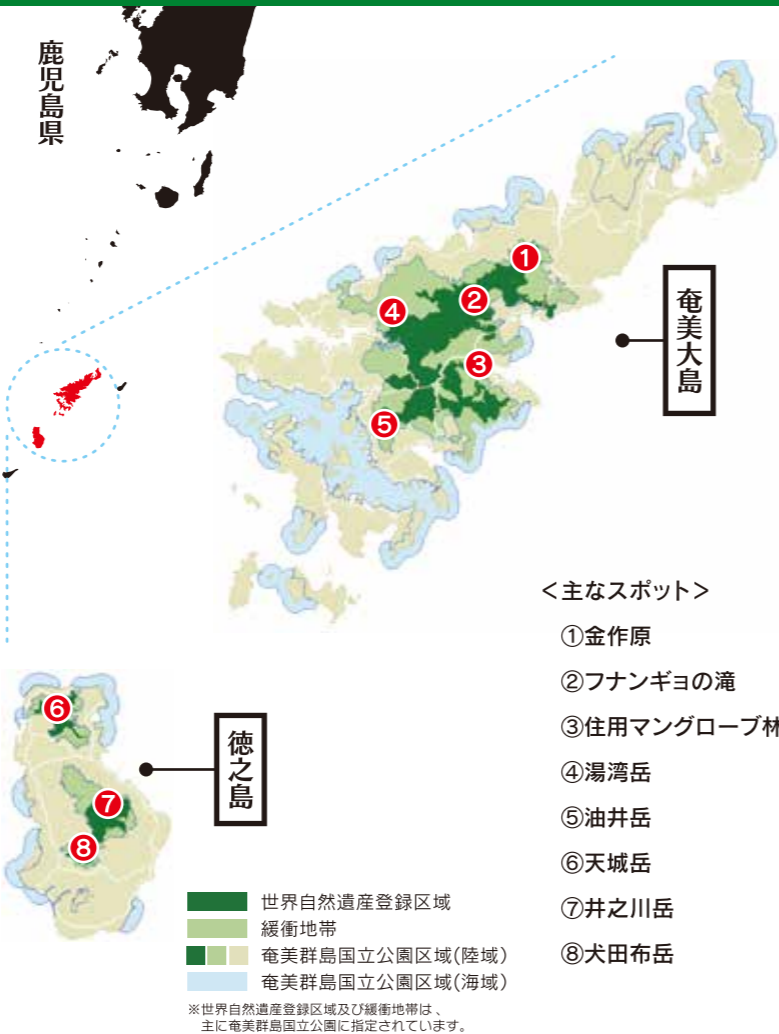 鹿児島県
①
②
④
③
⑤
奄美大島
<主なスポット>
①金作原
②フナンギョの滝
③住用マングローブ林
④湯湾岳
⑤油井岳
⑥天城岳
⑦井之川岳
⑧犬田布岳
⑥
⑦
⑧
徳之島
世界自然遺産登録区域
緩衝地帯
奄美群島国立公園区域(陸域)
奄美群島国立公園区域(海域)
※世界自然遺産登録区域及び緩衝地帯は、
主に奄美群島国立公園に指定されています。